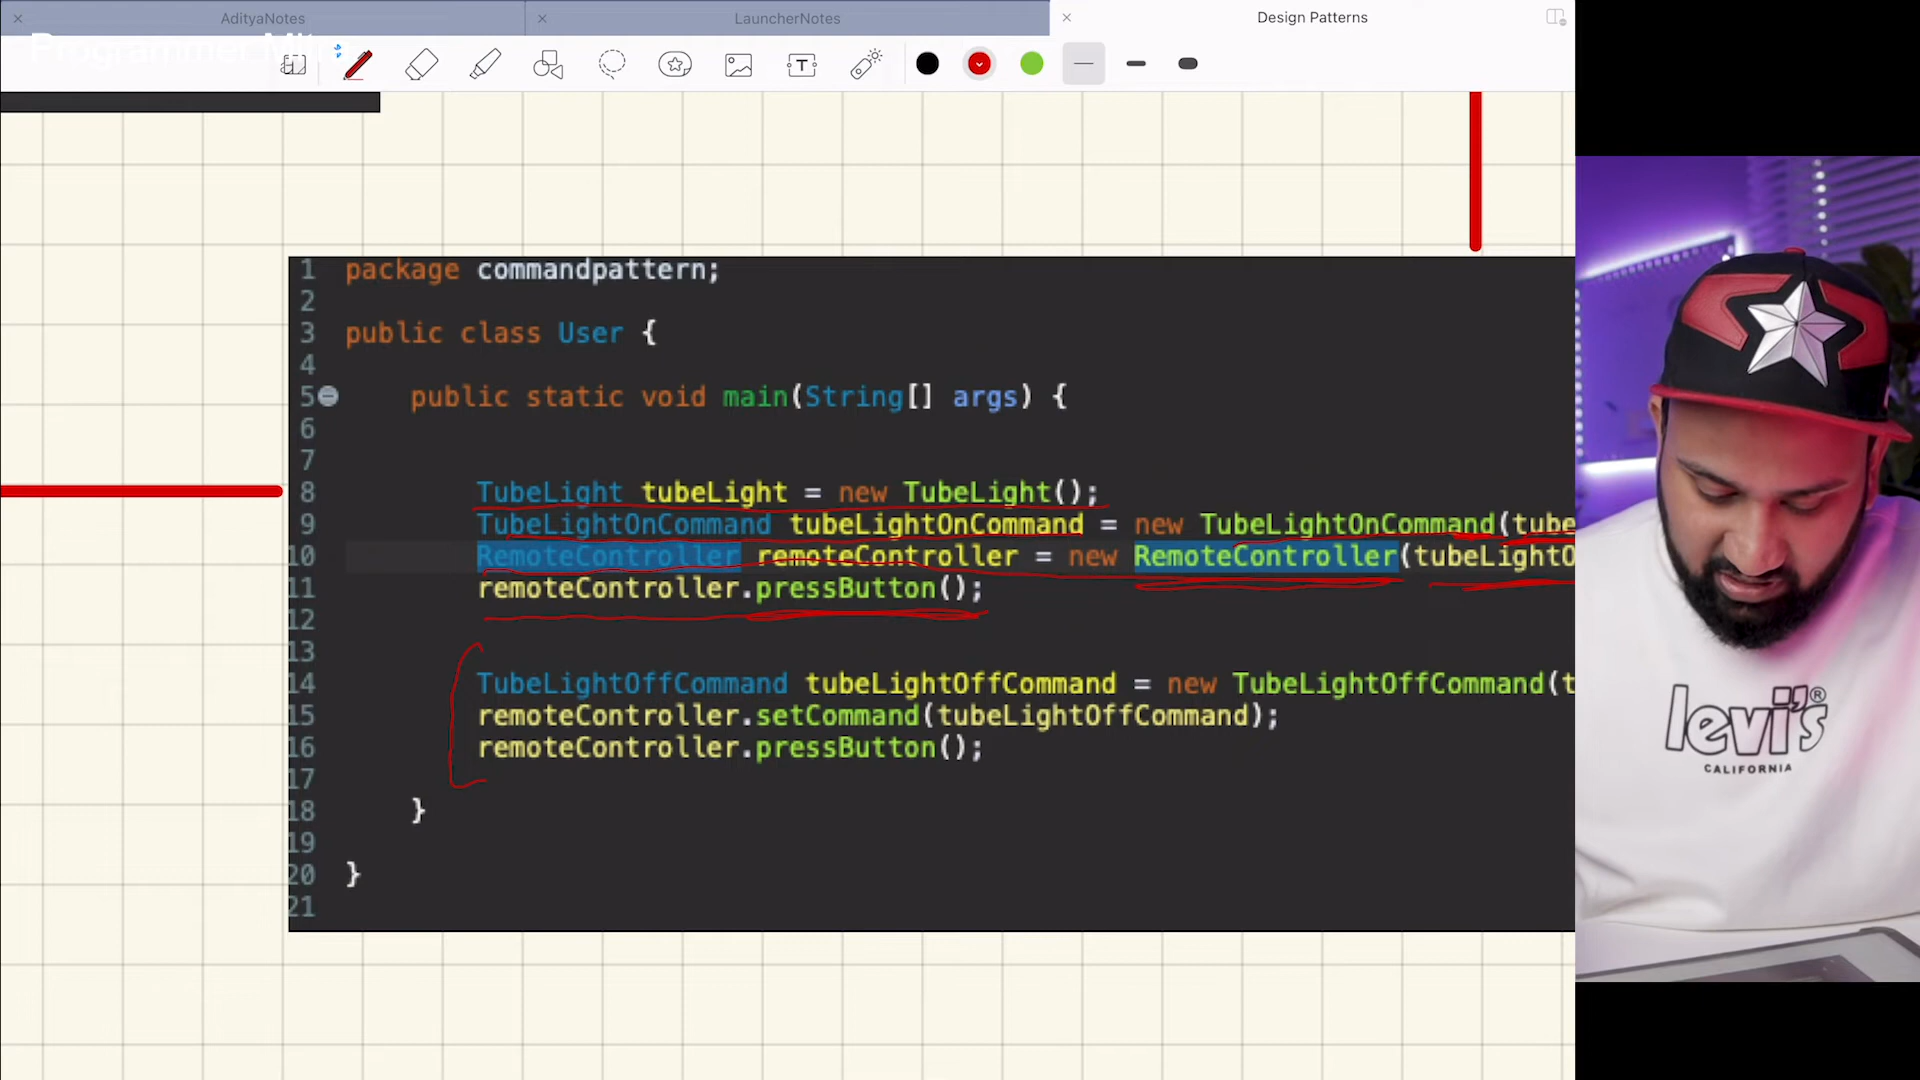 AdityaNotes
LauncherNotes
Design Patterns
Programmer Mitra
T
1 package commandpattern;
2
3 public class User {
4
5 public static void main(String[] args) {
6
7
8 TubeLight tubeLight = new TubeLight();
9 TubeLightOnCommand tubeLightOnCommand = new TubeLightOnCommand(tube
10 RemoteController remoteController = new RemoteController(tubeLightO
11 remoteController.pressButton();
12
13
14 TubeLightOffCommand tubeLightOffCommand = new TubeLightOffCommand(t
15 remoteController.setCommand(tubeLightOffCommand);
16 remoteController.pressButton();
17
18 }
19
20 }
21
levi's®
CALIFORNIA